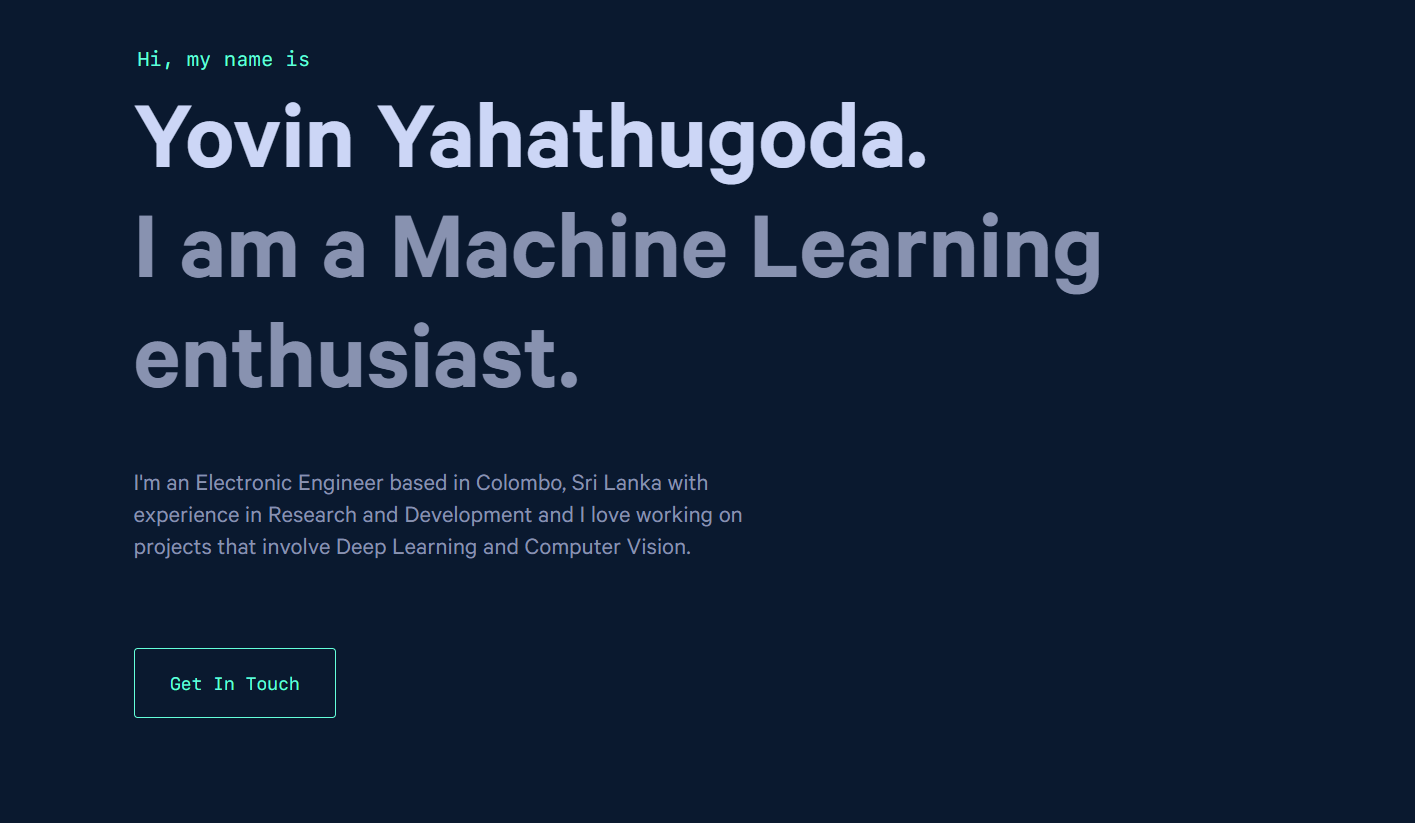 Hi, my name is
Yovin Yahathugoda.
I am a Machine Learning
enthusiast.
I'm an Electronic Engineer based in Colombo, Sri Lanka with
experience in Research and Development and I love working on
projects that involve Deep Learning and Computer Vision.
Get In Touch